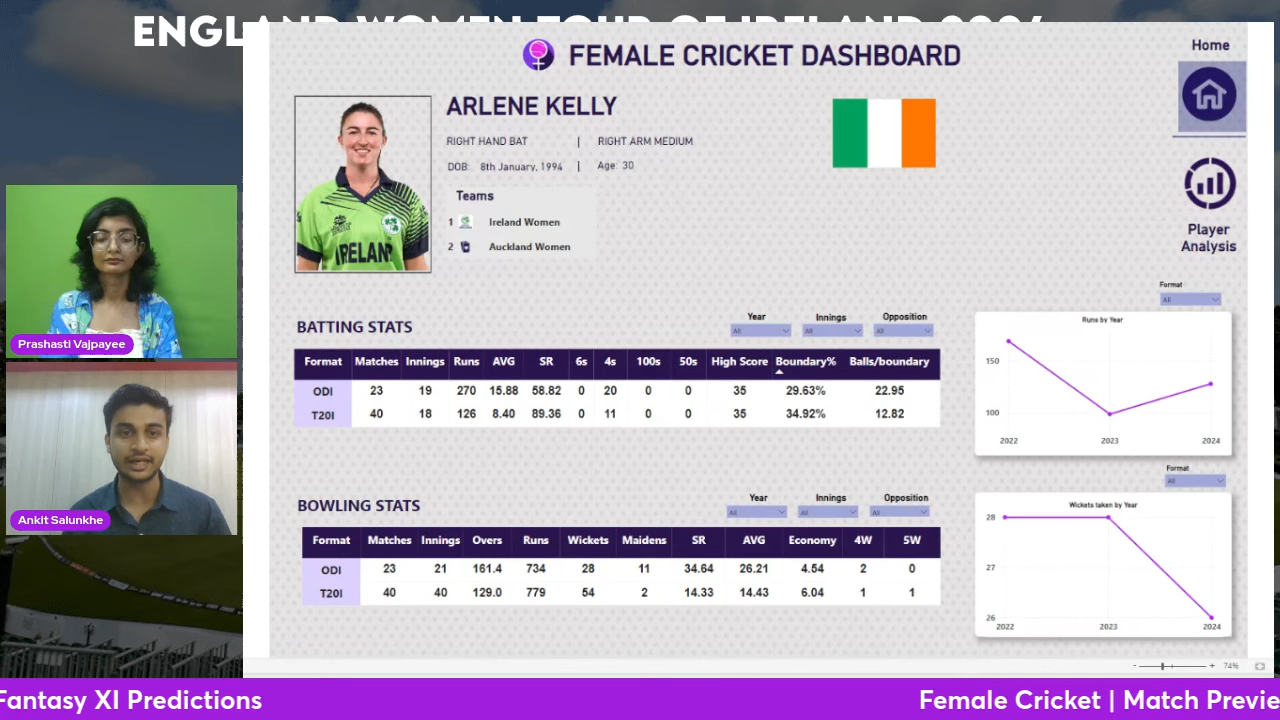 ENGLAND WOMEN TOUR OF IRELAND 2024
FEMALE CRICKET DASHBOARD
Home
ARLENE KELLY
RIGHT HAND BAT | RIGHT ARM MEDIUM
DOB: 8th January, 1994 | Age: 30
Teams
1 Ireland Women
2 Auckland Women
IRELAND
Player
Analysis
Prashasti Vajpayee
Ankit Salunkhe
BATTING STATS
Year Innings Opposition
All All All
Format Matches Innings Runs AVG SR 6s 4s 100s 50s High Score Boundary% Balls/boundary
ODI 23 19 270 15.88 58.82 0 20 0 0 35 29.63% 22.95
T20I 40 18 126 8.40 89.36 0 11 0 0 35 34.92% 12.82
Format
All
Runs by Year
150
100
2022 2023 2024
BOWLING STATS
Year Innings Opposition
All All All
Format Matches Innings Overs Runs Wickets Maidens SR AVG Economy 4W 5W
ODI 23 21 161.4 734 28 11 34.64 26.21 4.54 2 0
T20I 40 40 129.0 779 54 2 14.33 14.43 6.04 1 1
Format
All
Wickets taken by Year
28
27
26
2022 2023 2024
- + 74%
Fantasy XI Predictions
Female Cricket | Match Previe